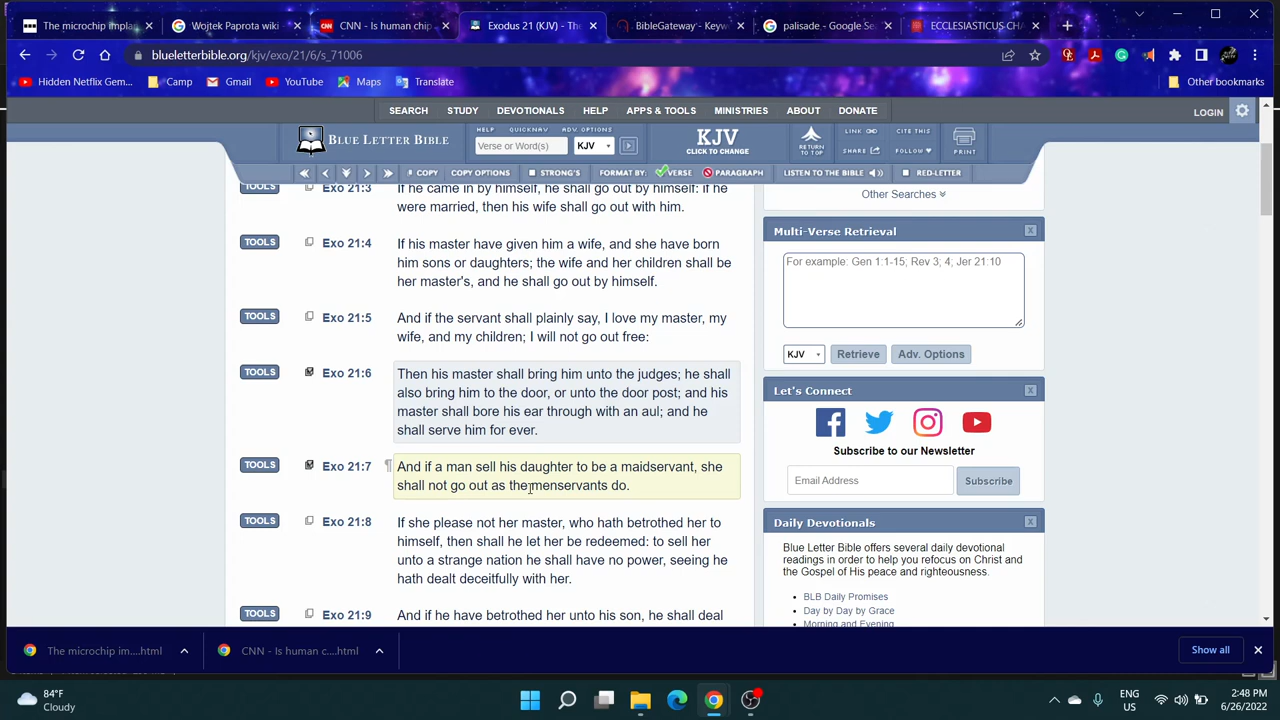 The microchip impla
Wojtek Paprota wiki
CNN - Is human chip
Exodus 21 (KJV) - The
BibleGateway - Keyw
palisade - Google Se
ECCLESIASTICUS CHA
blueletterbible.org/kjv/exo/21/6/s_71006
Hidden Netflix Gem...
Camp
Gmail
YouTube
Maps
Translate
Other bookmarks
SEARCH STUDY DEVOTIONALS HELP APPS & TOOLS MINISTRIES ABOUT DONATE
LOGIN
BLUE LETTER BIBLE
HELP QUICKNAV ADV. OPTIONS
Verse or Word(s)
KJV
KJV
CLICK TO CHANGE
RETURN
TO TOP
LINK
CITE THIS
SHARE
FOLLOW
PRINT
COPY COPY OPTIONS STRONG'S FORMAT BY: VERSE PARAGRAPH LISTEN TO THE BIBLE RED-LETTER
TOOLS Exo 21:3 If he came in by himself, he shall go out by himself: if he
were married, then his wife shall go out with him.
TOOLS Exo 21:4 If his master have given him a wife, and she have born
him sons or daughters; the wife and her children shall be
her master's, and he shall go out by himself.
TOOLS Exo 21:5 And if the servant shall plainly say, I love my master, my
wife, and my children; I will not go out free:
TOOLS Exo 21:6 Then his master shall bring him unto the judges; he shall
also bring him to the door, or unto the door post; and his
master shall bore his ear through with an aul; and he
shall serve him for ever.
TOOLS Exo 21:7 ¶ And if a man sell his daughter to be a maidservant, she
shall not go out as the menservants do.
TOOLS Exo 21:8 If she please not her master, who hath betrothed her to
himself, then shall he let her be redeemed: to sell her
unto a strange nation he shall have no power, seeing he
hath dealt deceitfully with her.
TOOLS Exo 21:9 And if he have betrothed her unto his son, he shall deal
Other Searches
Multi-Verse Retrieval X
For example: Gen 1:1-15; Rev 3; 4; Jer 21:10
KJV Retrieve Adv. Options
Let's Connect X
Subscribe to our Newsletter
Email Address Subscribe
Daily Devotionals X
Blue Letter Bible offers several daily devotional
readings in order to help you refocus on Christ and
the Gospel of His peace and righteousness.
BLB Daily Promises
Day by Day by Grace
Morning and Evening
The microchip im....html
CNN - Is human c....html
Show all
84°F
Cloudy
ENG
US
2:48 PM
6/26/2022